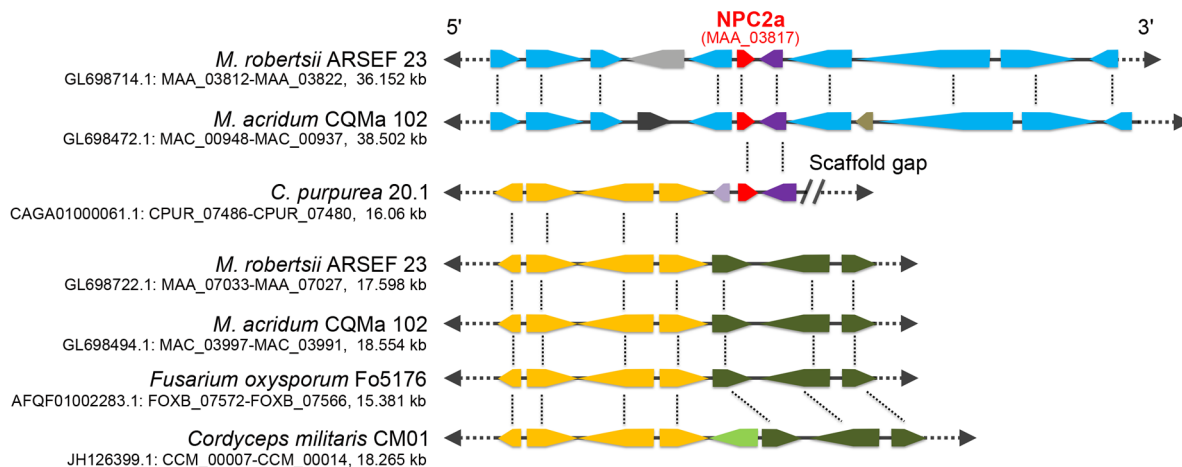 5'
NPC2a
3'
(MAA_03817)
M. robertsii ARSEF 23
GL698714.1: MAA_03812-MAA_03822, 36.152 kb
M. acridum CQMa 102
GL698472.1: MAC_00948-MAC_00937, 38.502 kb
Scaffold gap
C. purpurea 20.1
CAGA01000061.1: CPUR_07486-CPUR_07480, 16.06 kb
M. robertsii ARSEF 23
GL698722.1: MAA_07033-MAA_07027, 17.598 kb
M. acridum CQMa 102
GL698494.1: MAC_03997-MAC_03991, 18.554 kb
Fusarium oxysporum Fo5176
AFQF01002283.1: FOXB_07572-FOXB_07566, 15.381 kb
Cordyceps militaris CM01
JH126399.1: CCM_00007-CCM_00014, 18.265 kb